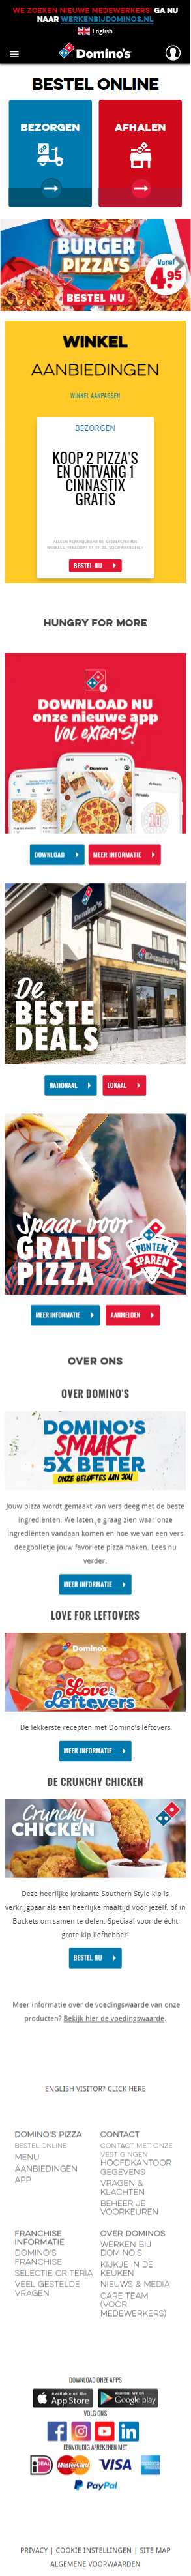 WE ZOEKEN NIEUWE MEDEWERKERS! GA NU
NAAR WERKENBIJDOMINOS.NL
English
Domino's
BESTEL ONLINE
BEZORGEN
AFHALEN
BURGER
PIZZA'S
Vanaf
4.95
BESTEL NU
WINKEL
AANBIEDINGEN
WINKEL AANPASSEN
BEZORGEN
KOOP 2 PIZZA'S
EN ONTVANG 1
CINNASTIX
GRATIS
BESTEL NU
HUNGRY FOR MORE
DOWNLOAD NU
onze nieuwe app
vol extra's!
DOWNLOAD
MEER INFORMATIE
De
BESTE
DEALS
NATIONAAL
LOKAAL
Spaar voor
GRATIS
PIZZA
PUNTEN
SPAREN
MEER INFORMATIE
AANMELDEN
OVER ONS
OVER DOMINO'S
DOMINO'S
SMAAKT
5X BETER
ONZE BELOFTES AAN JOU
Jouw pizza wordt gemaakt van vers deeg met de beste
ingrediënten. We laten je graag zien waar onze
ingrediënten vandaan komen en hoe we van een vers
deegbolletje jouw favoriete pizza maken. Lees nu
verder.
MEER INFORMATIE
LOVE FOR LEFTOVERS
Domino's
Love for
Leftovers
De lekkerste recepten met Domino's leftovers
MEER INFORMATIE
DE CRUNCHY CHICKEN
Crunchy
CHICKEN
Deze heerlijke krokante Southern Style kip is
verkrijgbaar als een heerlijke maaltijd voor jezelf, of in
Buckets om samen te delen. Speciaal voor de écht
grote kip liefhebber!
BESTEL NU
Meer informatie over de voedingswaarde van onze
producten? Bekijk hier de voedingswaarde.
ENGLISH VISITOR? CLICK HERE
DOMINO'S PIZZA
BESTEL ONLINE
MENU
AANBIEDINGEN
APP
CONTACT
CONTACT MET ONZE
VESTIGINGEN
HOOFDKANTOOR
GEGEVENS
VRAGEN &
KLACHTEN
BEHEER JE
VOORKEUREN
FRANCHISE
INFORMATIE
DOMINO'S
FRANCHISE
SELECTIE CRITERIA
VEEL GESTELDE
VRAGEN
OVER DOMINOS
WERKEN BIJ
DOMINO'S
KIJKJE IN DE
KEUKEN
NIEUWS & MEDIA
CARE TEAM
(VOOR
MEDEWERKERS)
DOWNLOAD ONZE APPS
Available on the
App Store
ANDROID APP ON
Google play
VOLG ONS
EENVOUDIG AFREKENEN MET
iDEAL
MasterCard
VISA
PayPal
PRIVACY | COOKIE INSTELLINGEN | SITE MAP
ALGEMENE VOORWAARDEN